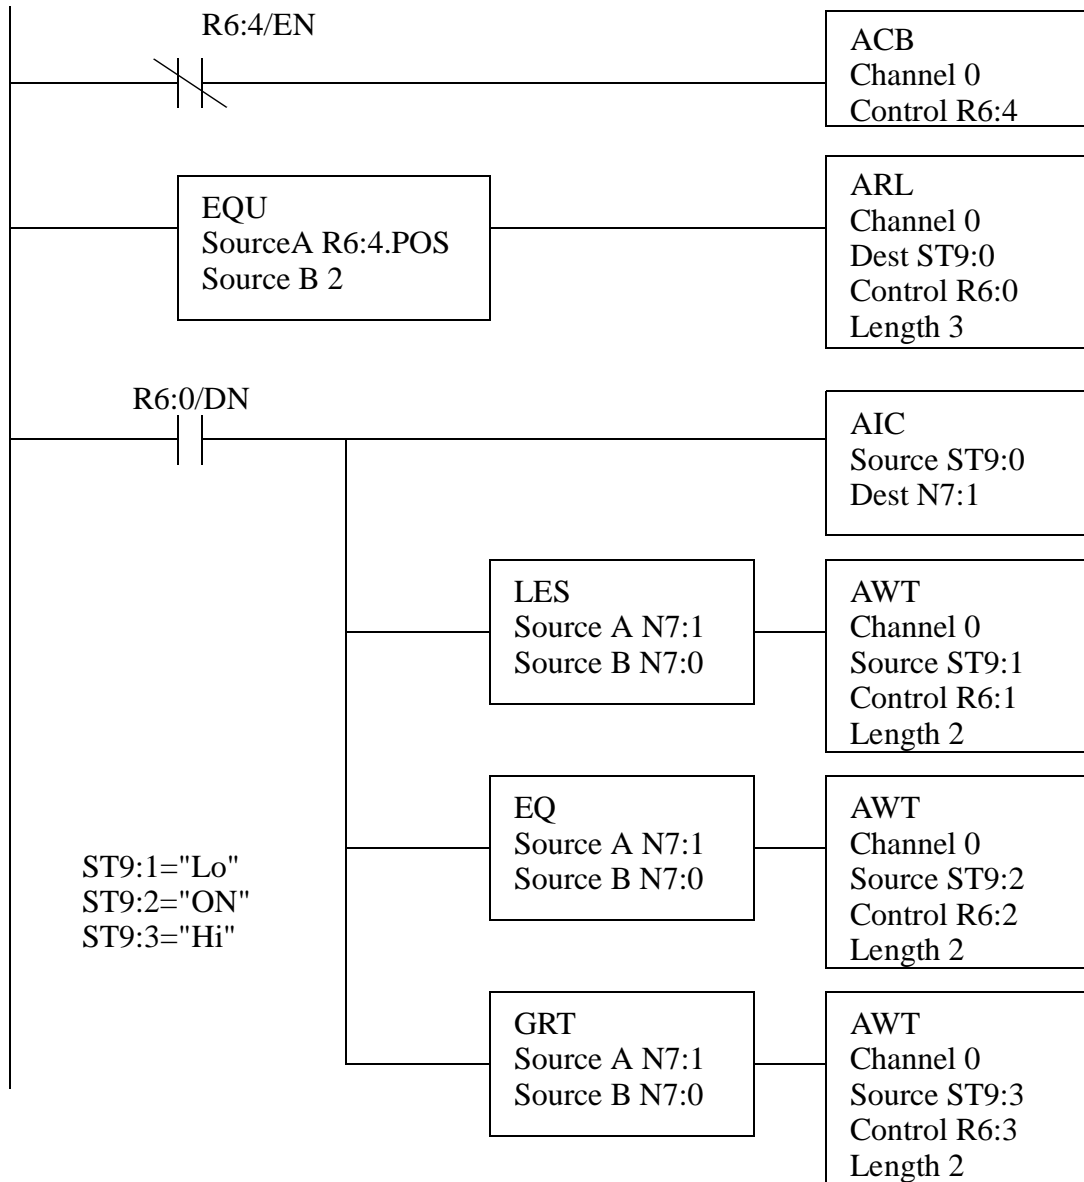 R6:4/EN
ACB
Channel 0
Control R6:4
EQU
SourceA R6:4.POS
Source B 2
ARL
Channel 0
Dest ST9:0
Control R6:0
Length 3
R6:0/DN
AIC
Source ST9:0
Dest N7:1
LES
Source A N7:1
Source B N7:0
AWT
Channel 0
Source ST9:1
Control R6:1
Length 2
EQ
Source A N7:1
Source B N7:0
AWT
Channel 0
Source ST9:2
Control R6:2
Length 2
ST9:1="Lo"
ST9:2="ON"
ST9:3="Hi"
GRT
Source A N7:1
Source B N7:0
AWT
Channel 0
Source ST9:3
Control R6:3
Length 2